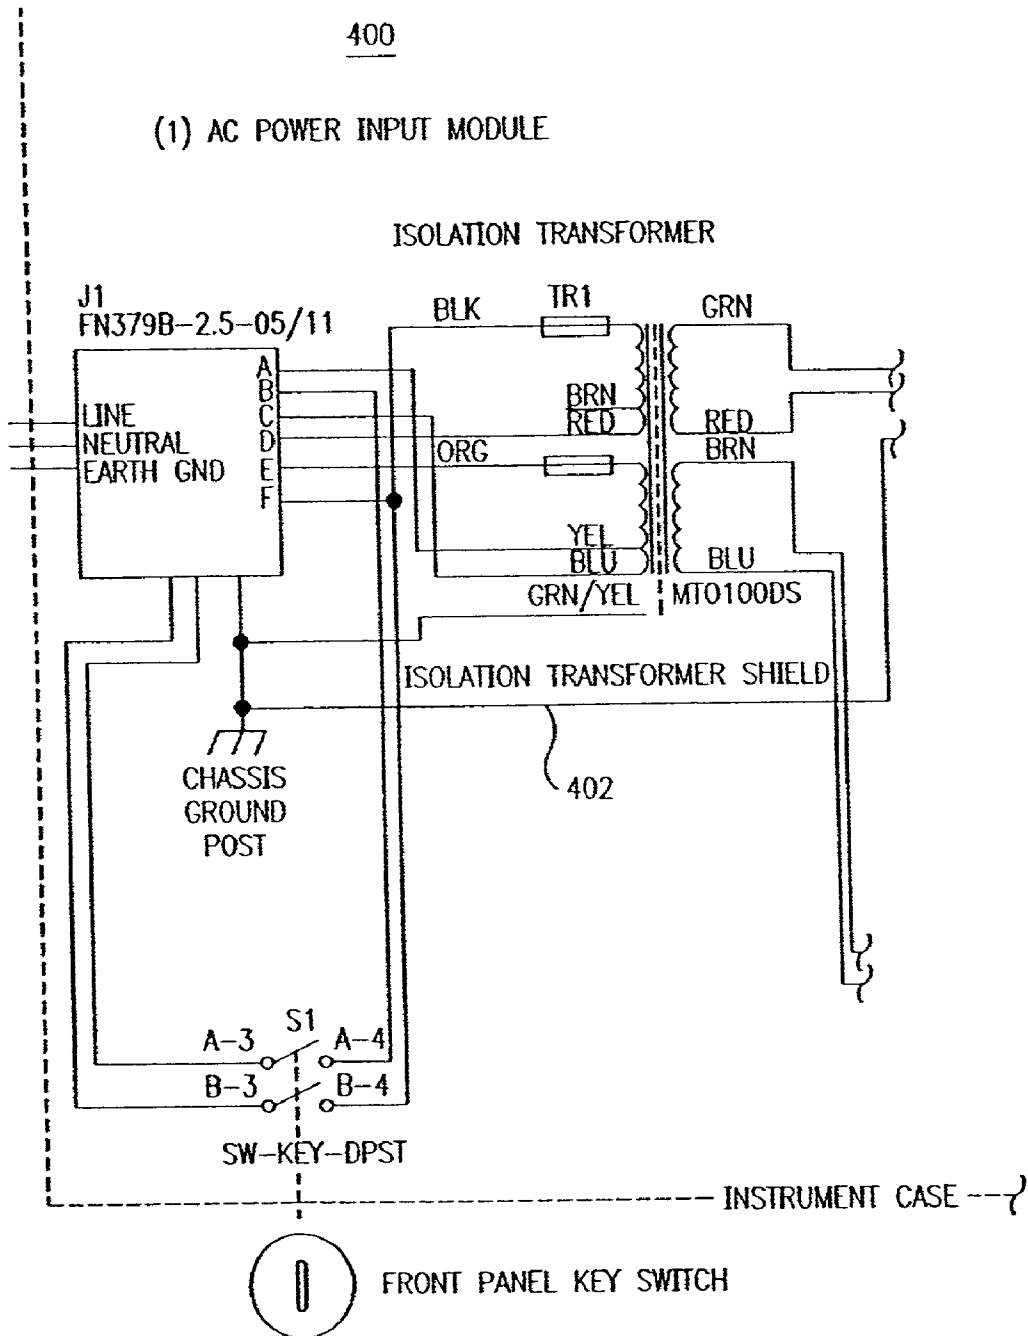 400
(1) AC POWER INPUT MODULE
ISOLATION TRANSFORMER
J1
FN379B-2.5-05/11
BLK
TR1
GRN
A
B
C
D
E
F
LINE
NEUTRAL
EARTH GND
BRN
RED
ORG
RED
BRN
YEL
BLU
BLU
GRN/YEL
MTO100DS
ISOLATION TRANSFORMER SHIELD
402
CHASSIS
GROUND
POST
S1
A-3
A-4
B-3
B-4
SW-KEY-DPST
INSTRUMENT CASE
FRONT PANEL KEY SWITCH